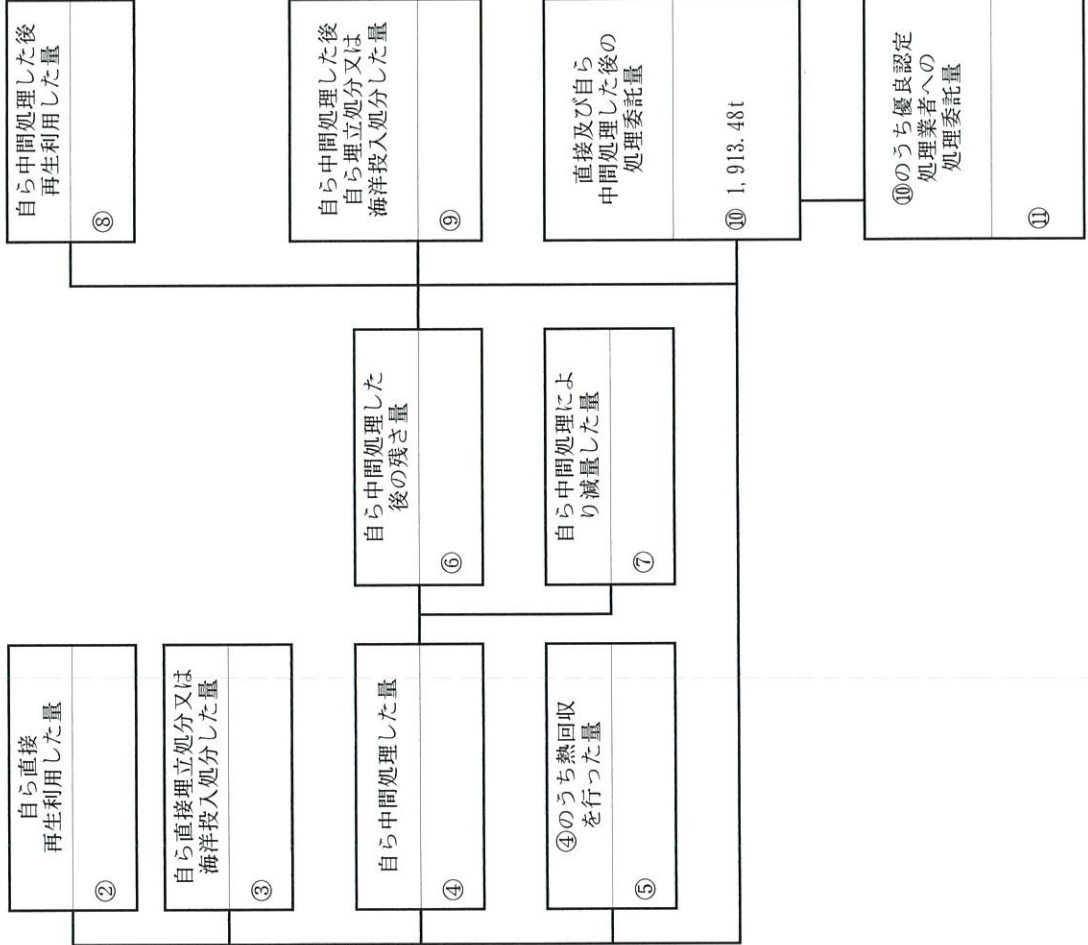 自ら直接
再生利用した量
②
自ら直接埋立処分又は
海洋投入処分した量
③
自ら中間処理した量
④
④のうち熱回収
を行った量
⑤
自ら中間処理した
後の残さ量
⑥
自ら中間処理によ
り減量した量
⑦
自ら中間処理した後
再生利用した量
⑧
自ら中間処理した後
自ら埋立処分又は
海洋投入処分した量
⑨
直接及び自ら
中間処理した後の
処理委託量
⑩ 1,913.48t
⑩のうち優良認定
処理業者への
処理委託量
⑪